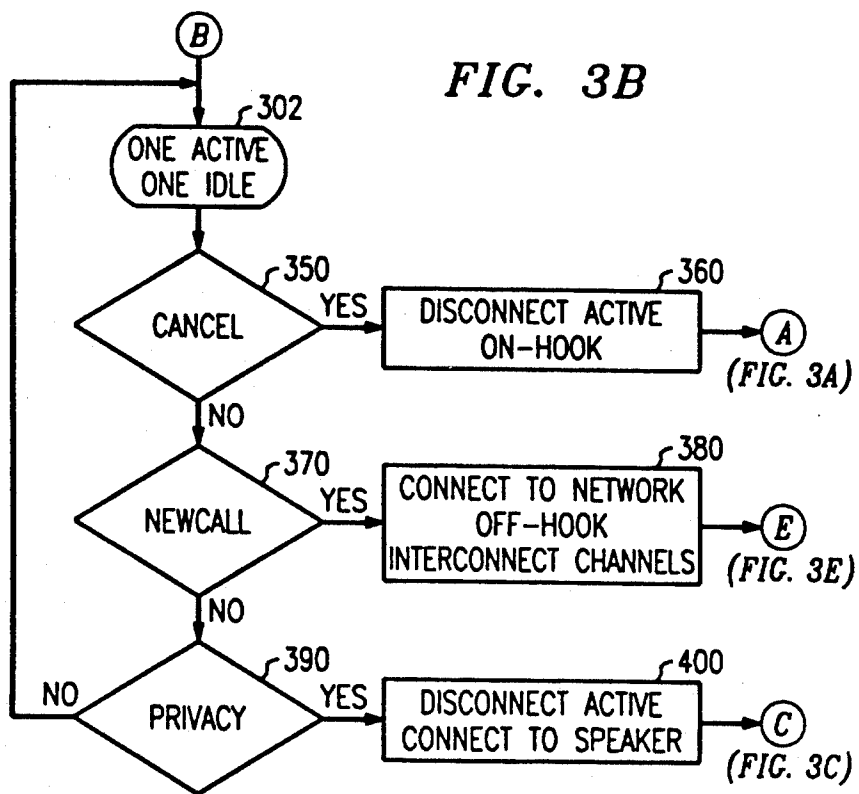 B
FIG. 3B
302
ONE ACTIVE
ONE IDLE
350
CANCEL
YES
360
DISCONNECT ACTIVE
ON-HOOK
A
(FIG. 3A)
NO
370
NEWCALL
YES
380
CONNECT TO NETWORK
OFF-HOOK
INTERCONNECT CHANNELS
E
(FIG. 3E)
NO
390
NO
PRIVACY
YES
400
DISCONNECT ACTIVE
CONNECT TO SPEAKER
C
(FIG. 3C)